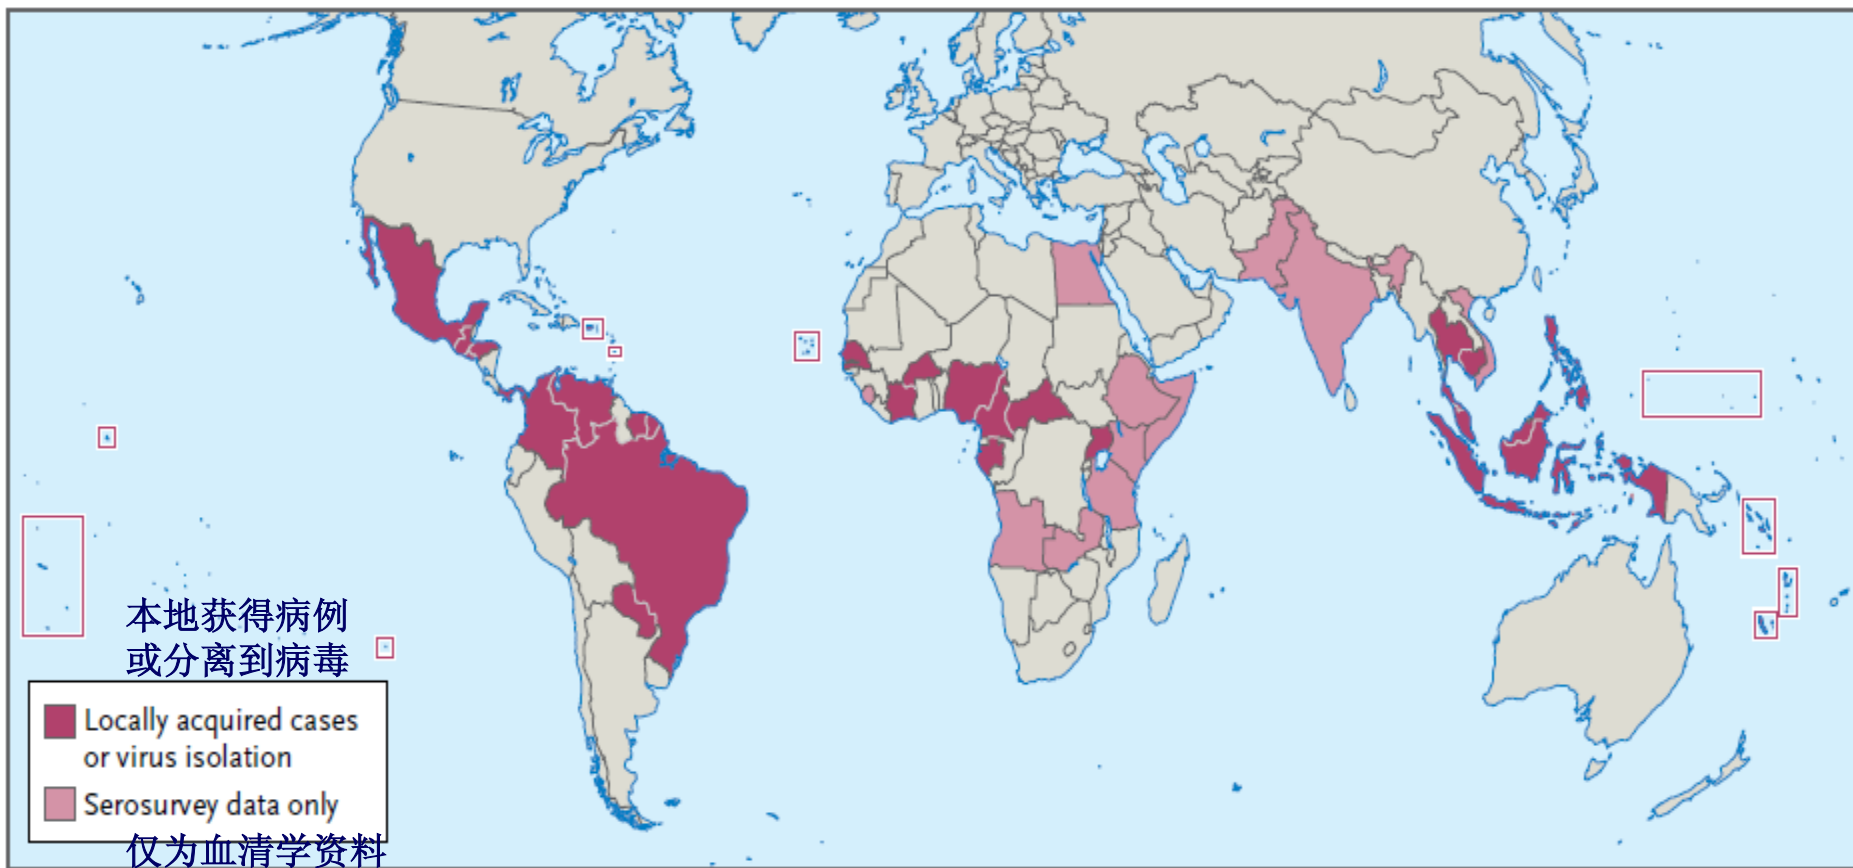 本地获得病例
或分离到病毒
Locally acquired cases
or virus isolation
Serosurvey data only
仅为血清学资料